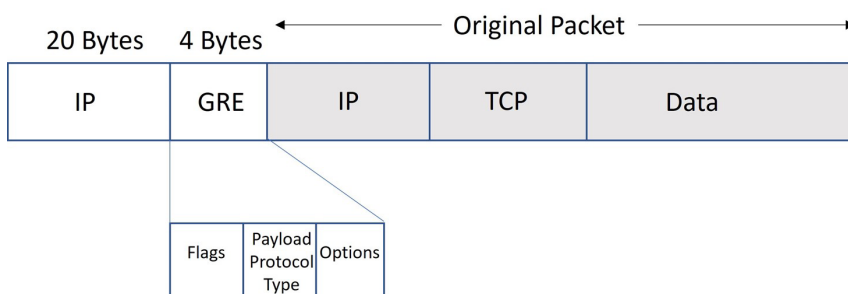 Original Packet
20 Bytes
4 Bytes
IP
GRE
IP
TCP
Data
Flags
Payload
Protocol
Type
Options